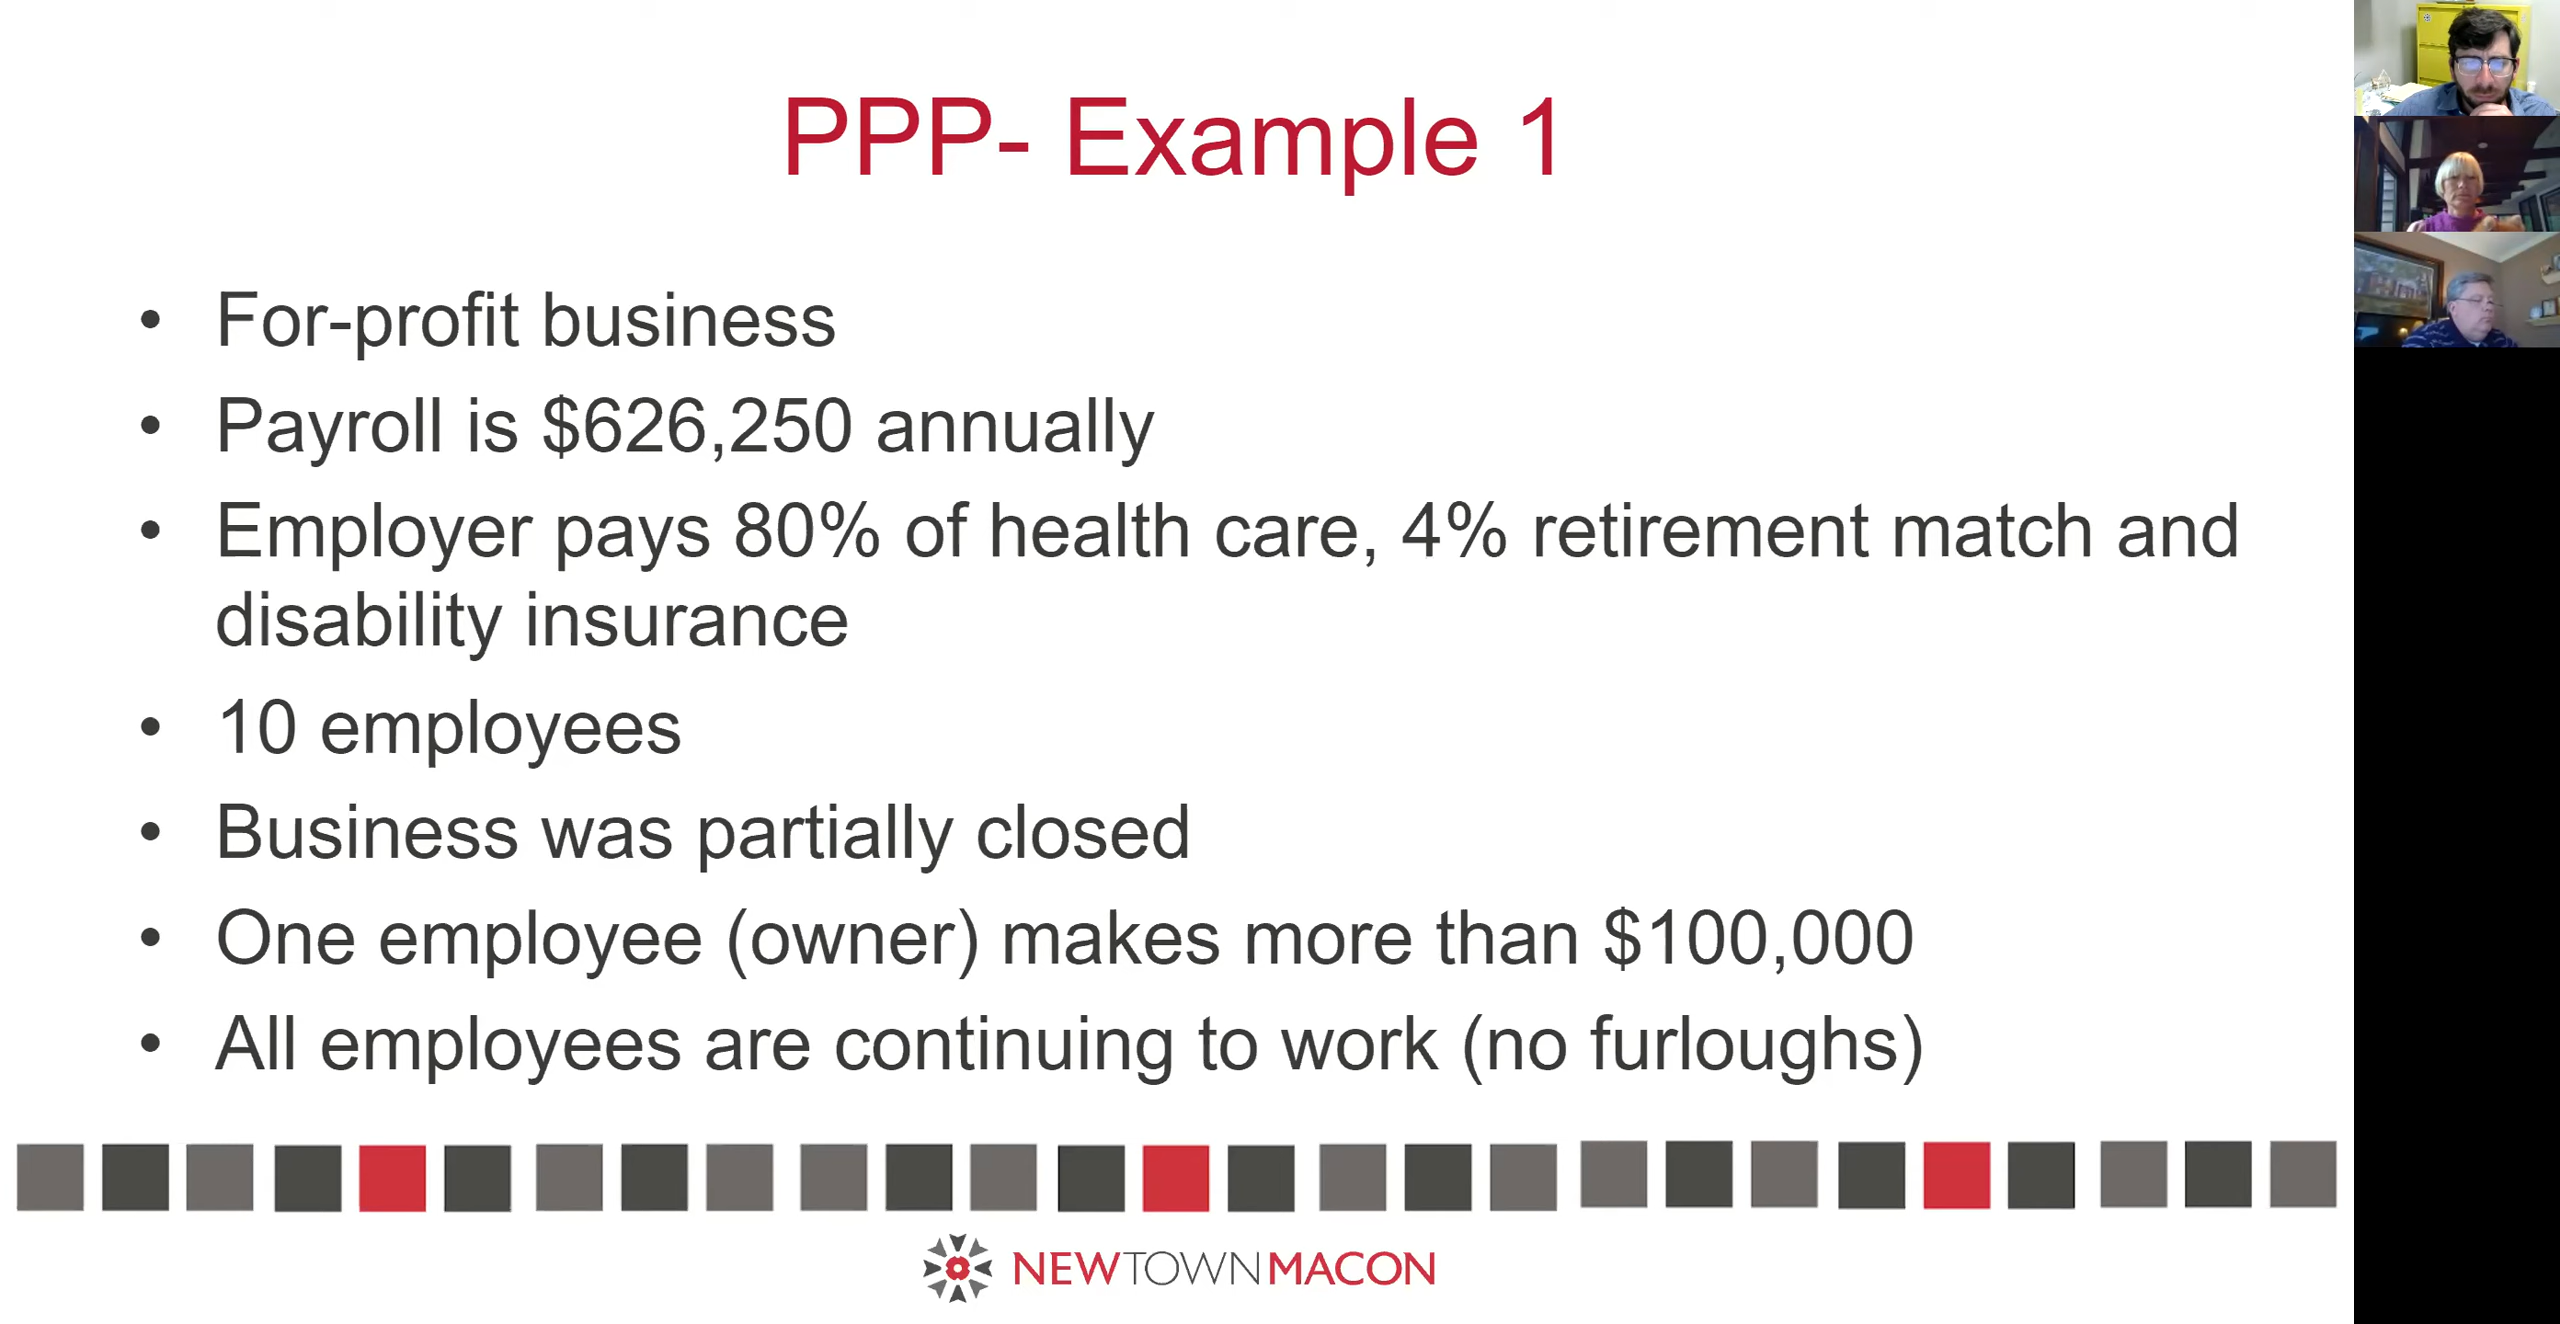 PPP- Example 1
• For-profit business
• Payroll is $626,250 annually
• Employer pays 80% of health care, 4% retirement match and
disability insurance
• 10 employees
• Business was partially closed
• One employee (owner) makes more than $100,000
• All employees are continuing to work (no furloughs)
NEWTOWNMACON